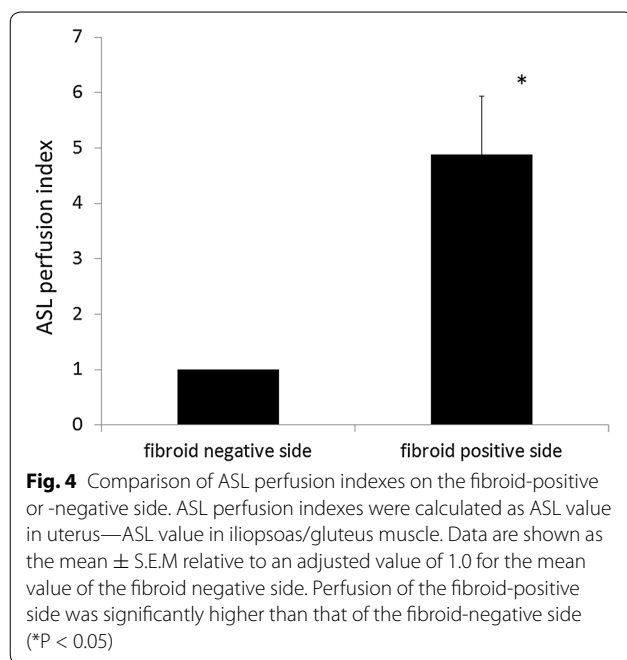 7
6
5
4
3
2
1
0
ASL perfusion index
*
fibroid negative side
fibroid positive side
Fig. 4 Comparison of ASL perfusion indexes on the fibroid-positive
or -negative side. ASL perfusion indexes were calculated as ASL value
in uterus—ASL value in iliopsoas/gluteus muscle. Data are shown as
the mean ± S.E.M relative to an adjusted value of 1.0 for the mean
value of the fibroid negative side. Perfusion of the fibroid-positive
side was significantly higher than that of the fibroid-negative side
(*P < 0.05)